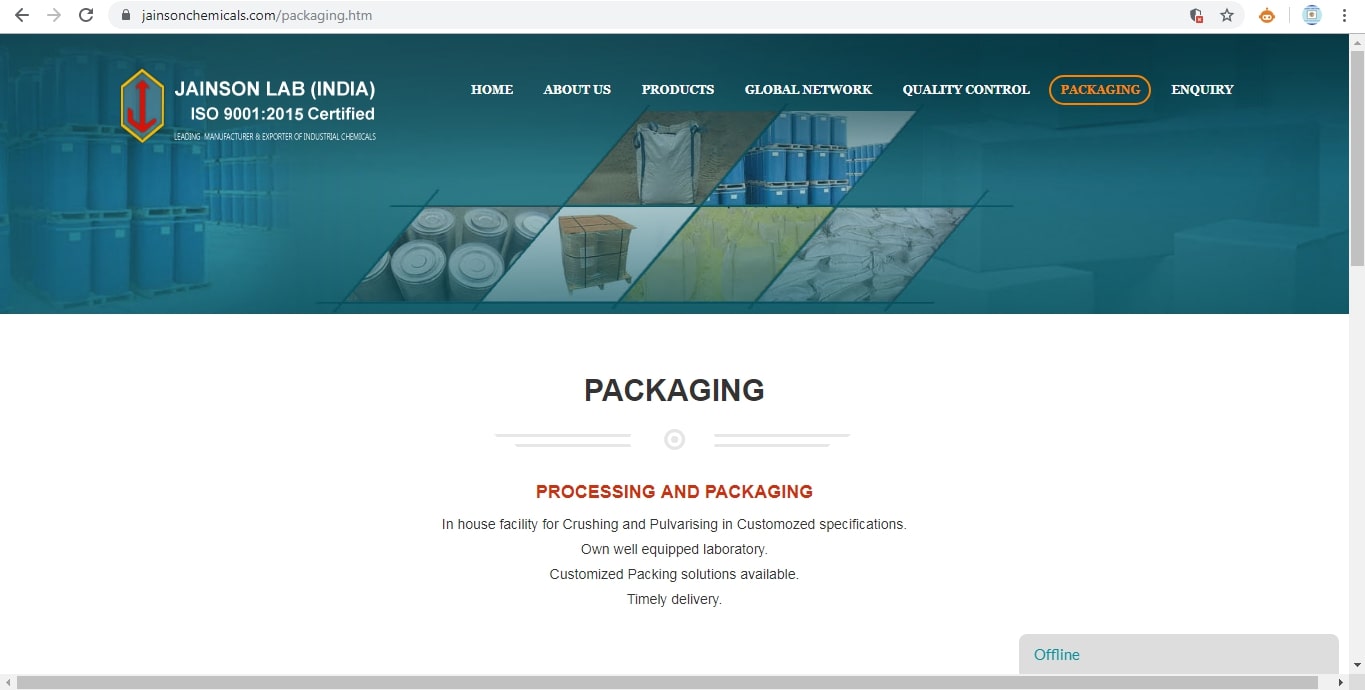 jainsonchemicals.com/packaging.htm
JAINSON LAB (INDIA)
ISO 9001:2015 Certified
LEADING MANUFACTURER & EXPORTER OF INDUSTRIAL CHEMICALS
HOME ABOUT US PRODUCTS GLOBAL NETWORK QUALITY CONTROL PACKAGING ENQUIRY
PACKAGING
PROCESSING AND PACKAGING
In house facility for Crushing and Pulvarising in Customozed specifications.
Own well equipped laboratory.
Customized Packing solutions available.
Timely delivery.
Offline